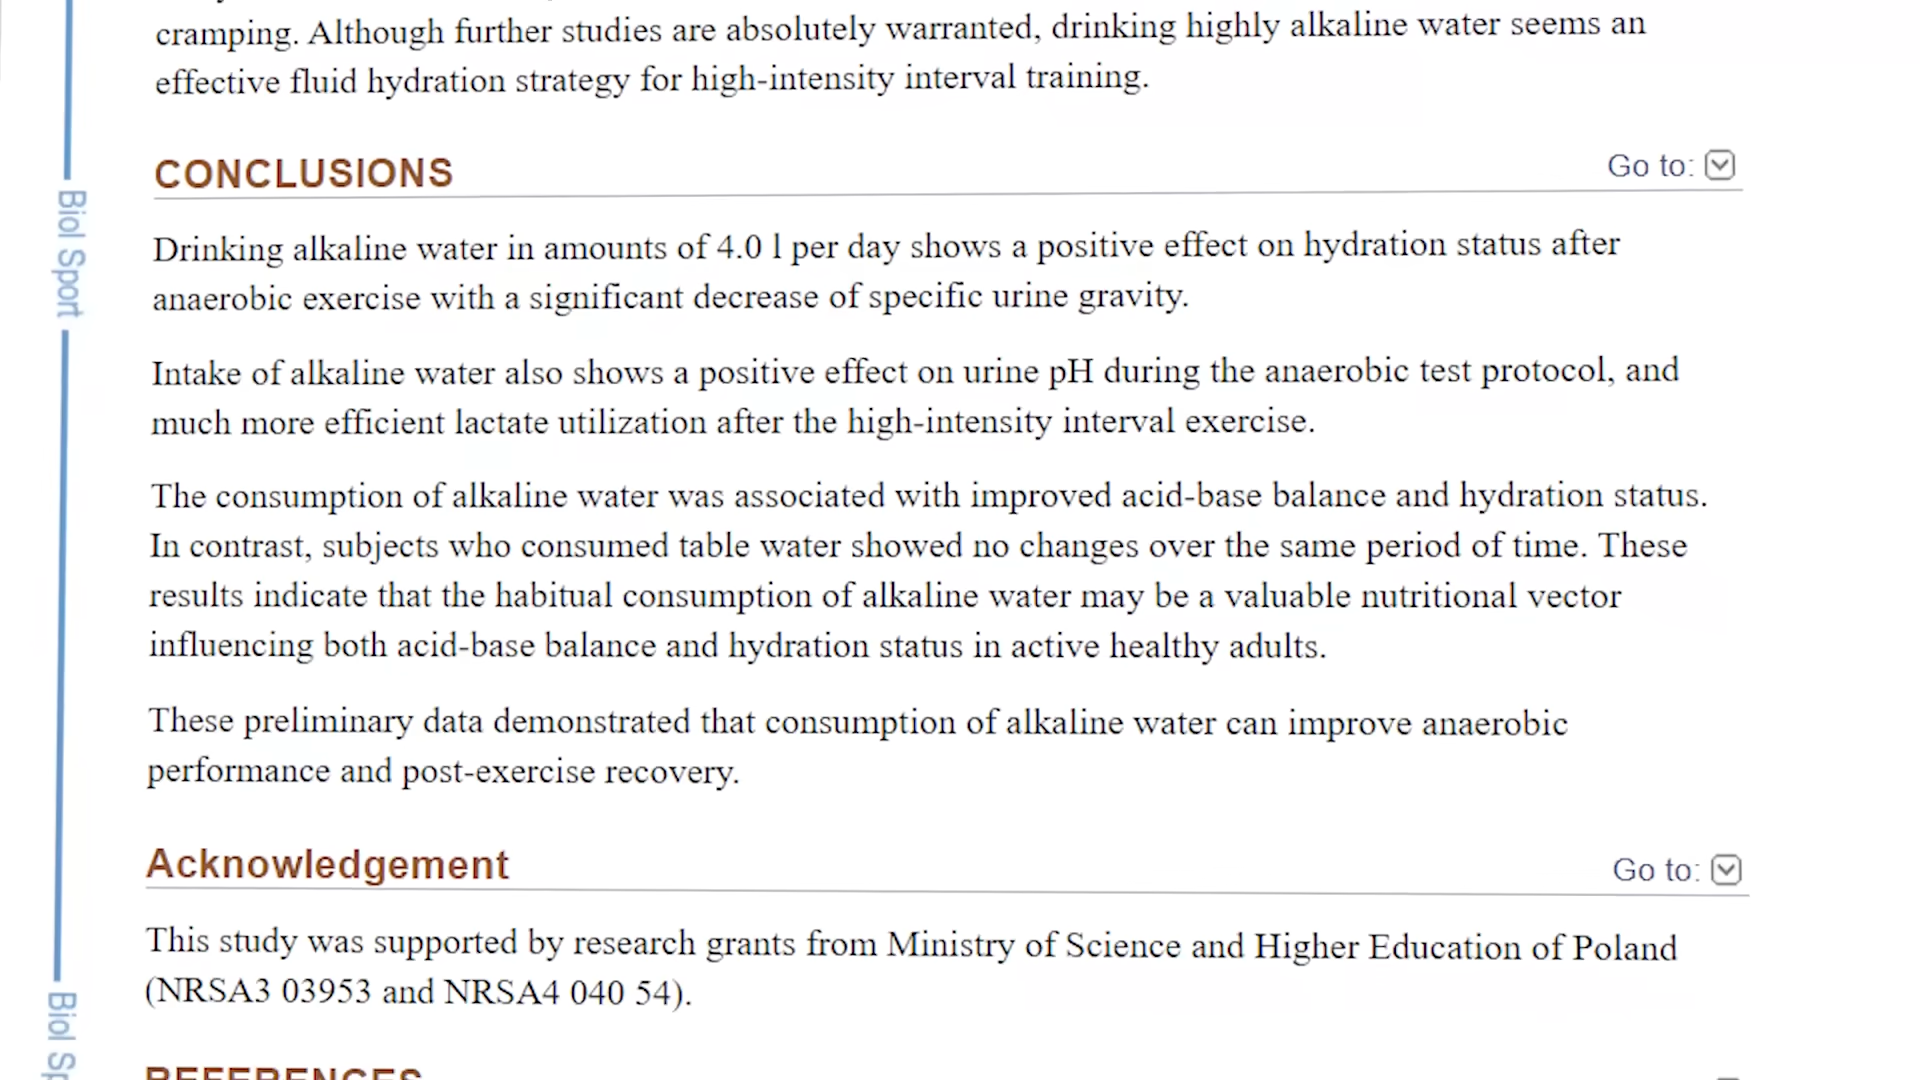 cramping. Although further studies are absolutely warranted, drinking highly alkaline water seems an
effective fluid hydration strategy for high-intensity interval training.
CONCLUSIONS
Go to:
Drinking alkaline water in amounts of 4.0 l per day shows a positive effect on hydration status after
anaerobic exercise with a significant decrease of specific urine gravity.
Intake of alkaline water also shows a positive effect on urine pH during the anaerobic test protocol, and
much more efficient lactate utilization after the high-intensity interval exercise.
The consumption of alkaline water was associated with improved acid-base balance and hydration status.
In contrast, subjects who consumed table water showed no changes over the same period of time. These
results indicate that the habitual consumption of alkaline water may be a valuable nutritional vector
influencing both acid-base balance and hydration status in active healthy adults.
These preliminary data demonstrated that consumption of alkaline water can improve anaerobic
performance and post-exercise recovery.
Acknowledgement
Go to:
This study was supported by research grants from Ministry of Science and Higher Education of Poland
(NRSA3 03953 and NRSA4 040 54).
REFERENCES
Biol Sport
Biol Sp